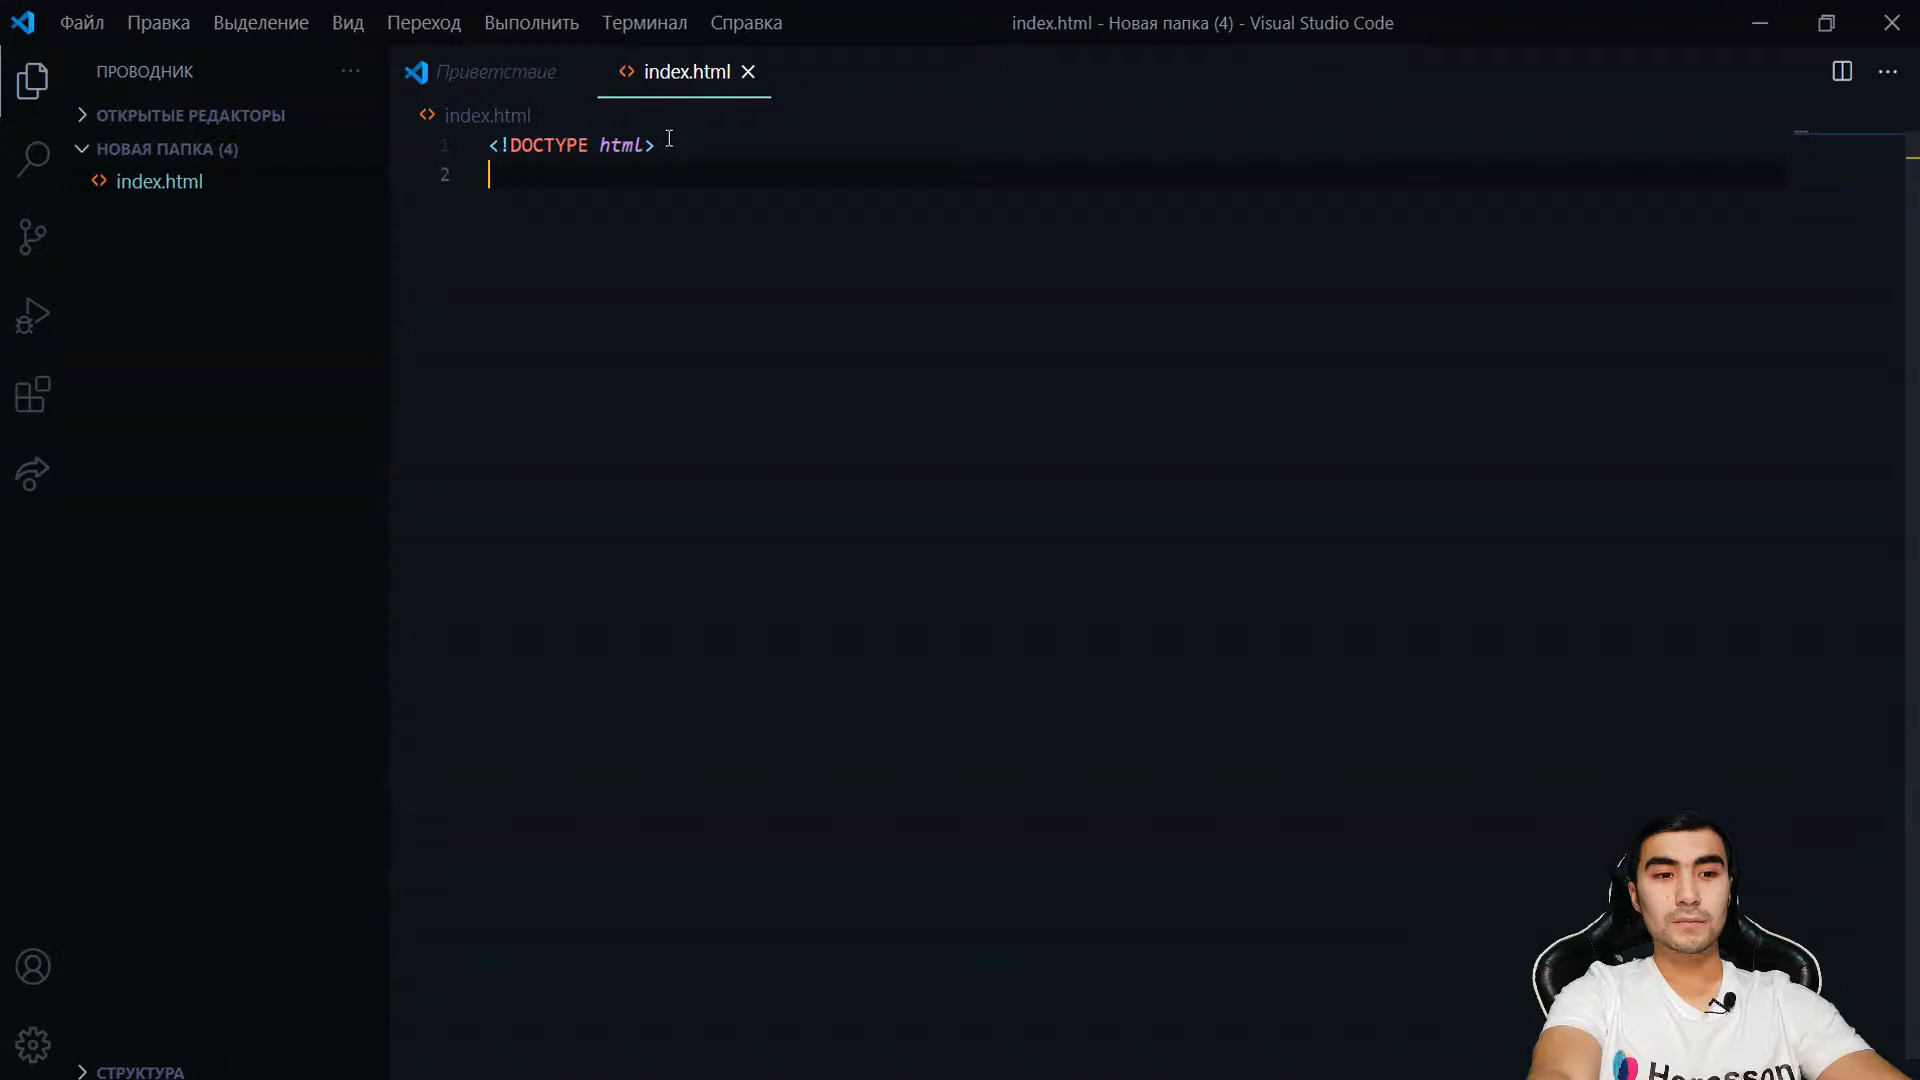 Файл Правка Выделение Вид Переход Выполнить Терминал Справка
index.html - Новая папка (4) - Visual Studio Code
ПРОВОДНИК
ОТКРЫТЫЕ РЕДАКТОРЫ
НОВАЯ ПАПКА (4)
index.html
СТРУКТУРА
Приветствие
index.html
index.html
1 <!DOCTYPE html>
2